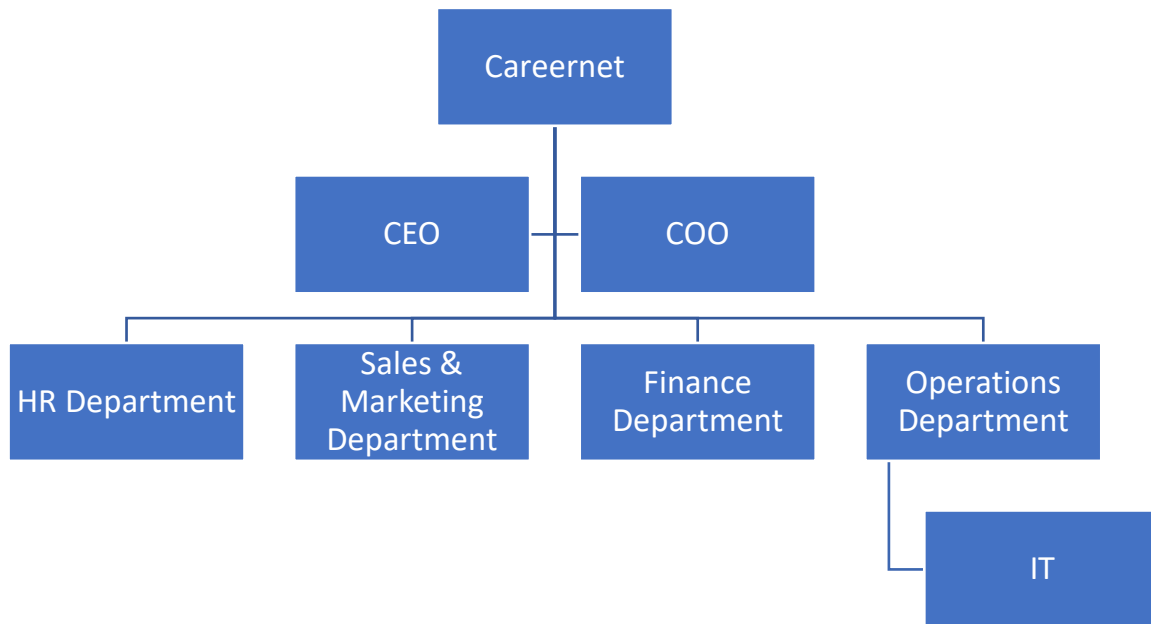 Careernet
CEO
COO
HR Department
Sales &
Marketing
Department
Finance
Department
Operations
Department
IT